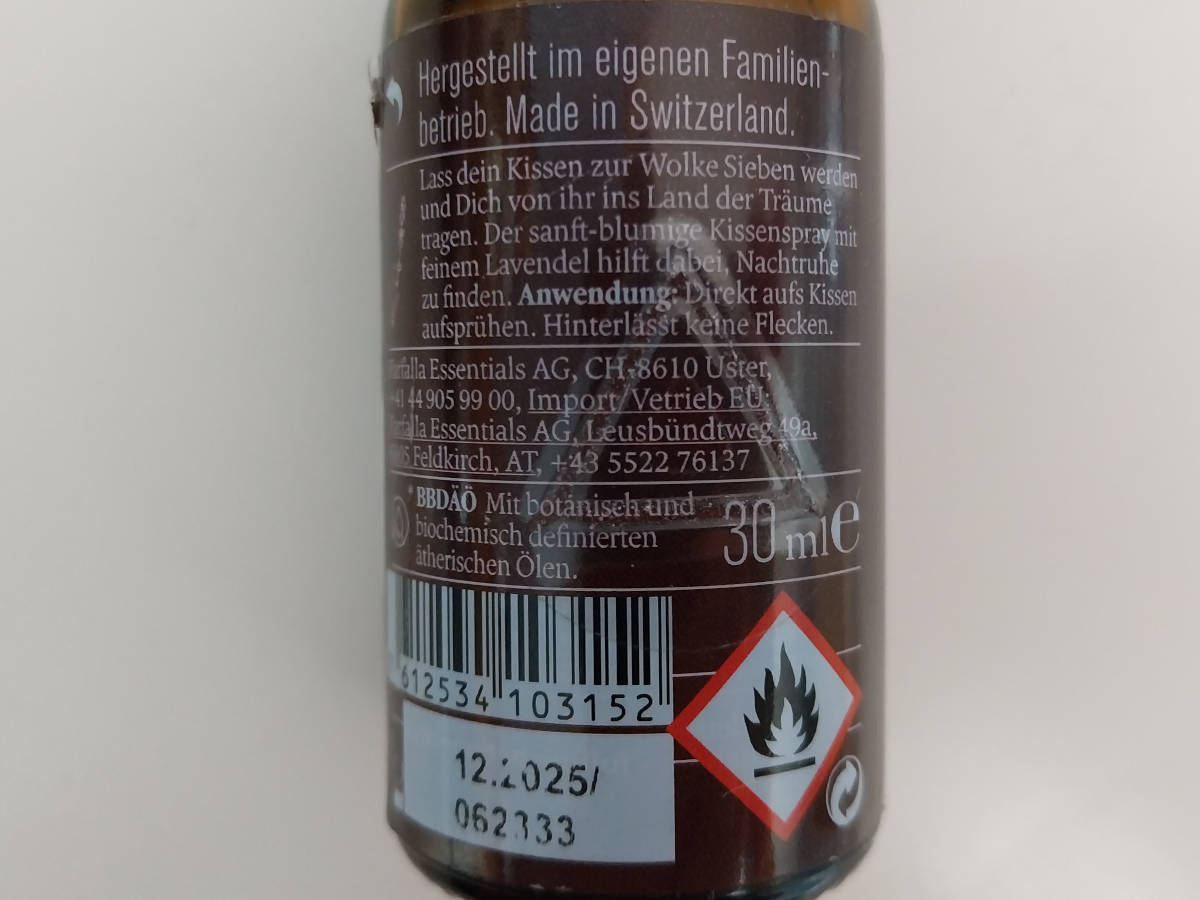 Hergestellt im eigenen Familien-
betrieb. Made in Switzerland.
Lass dein Kissen zur Wolke Sieben werden
und Dich von ihr ins Land der Träume
tragen. Der sanft-blumige Kissenspray mit
feinem Lavendel hilft dabei, Nachtruhe
zu finden. Anwendung: Direkt aufs Kissen
aufsprühen. Hinterlässt keine Flecken.
Essentials AG, CH-8610 Uster,
44 905 99 00, Import/Vetrieb EU:
Essentials AG, Leusbündtweg 49a,
Feldkirch, AT, +43 5522 76137
*BBDÄÖ Mit botanisch und
biochemisch definierten
ätherischen Ölen.
30 ml e
612534 103152
12.2025/
062333